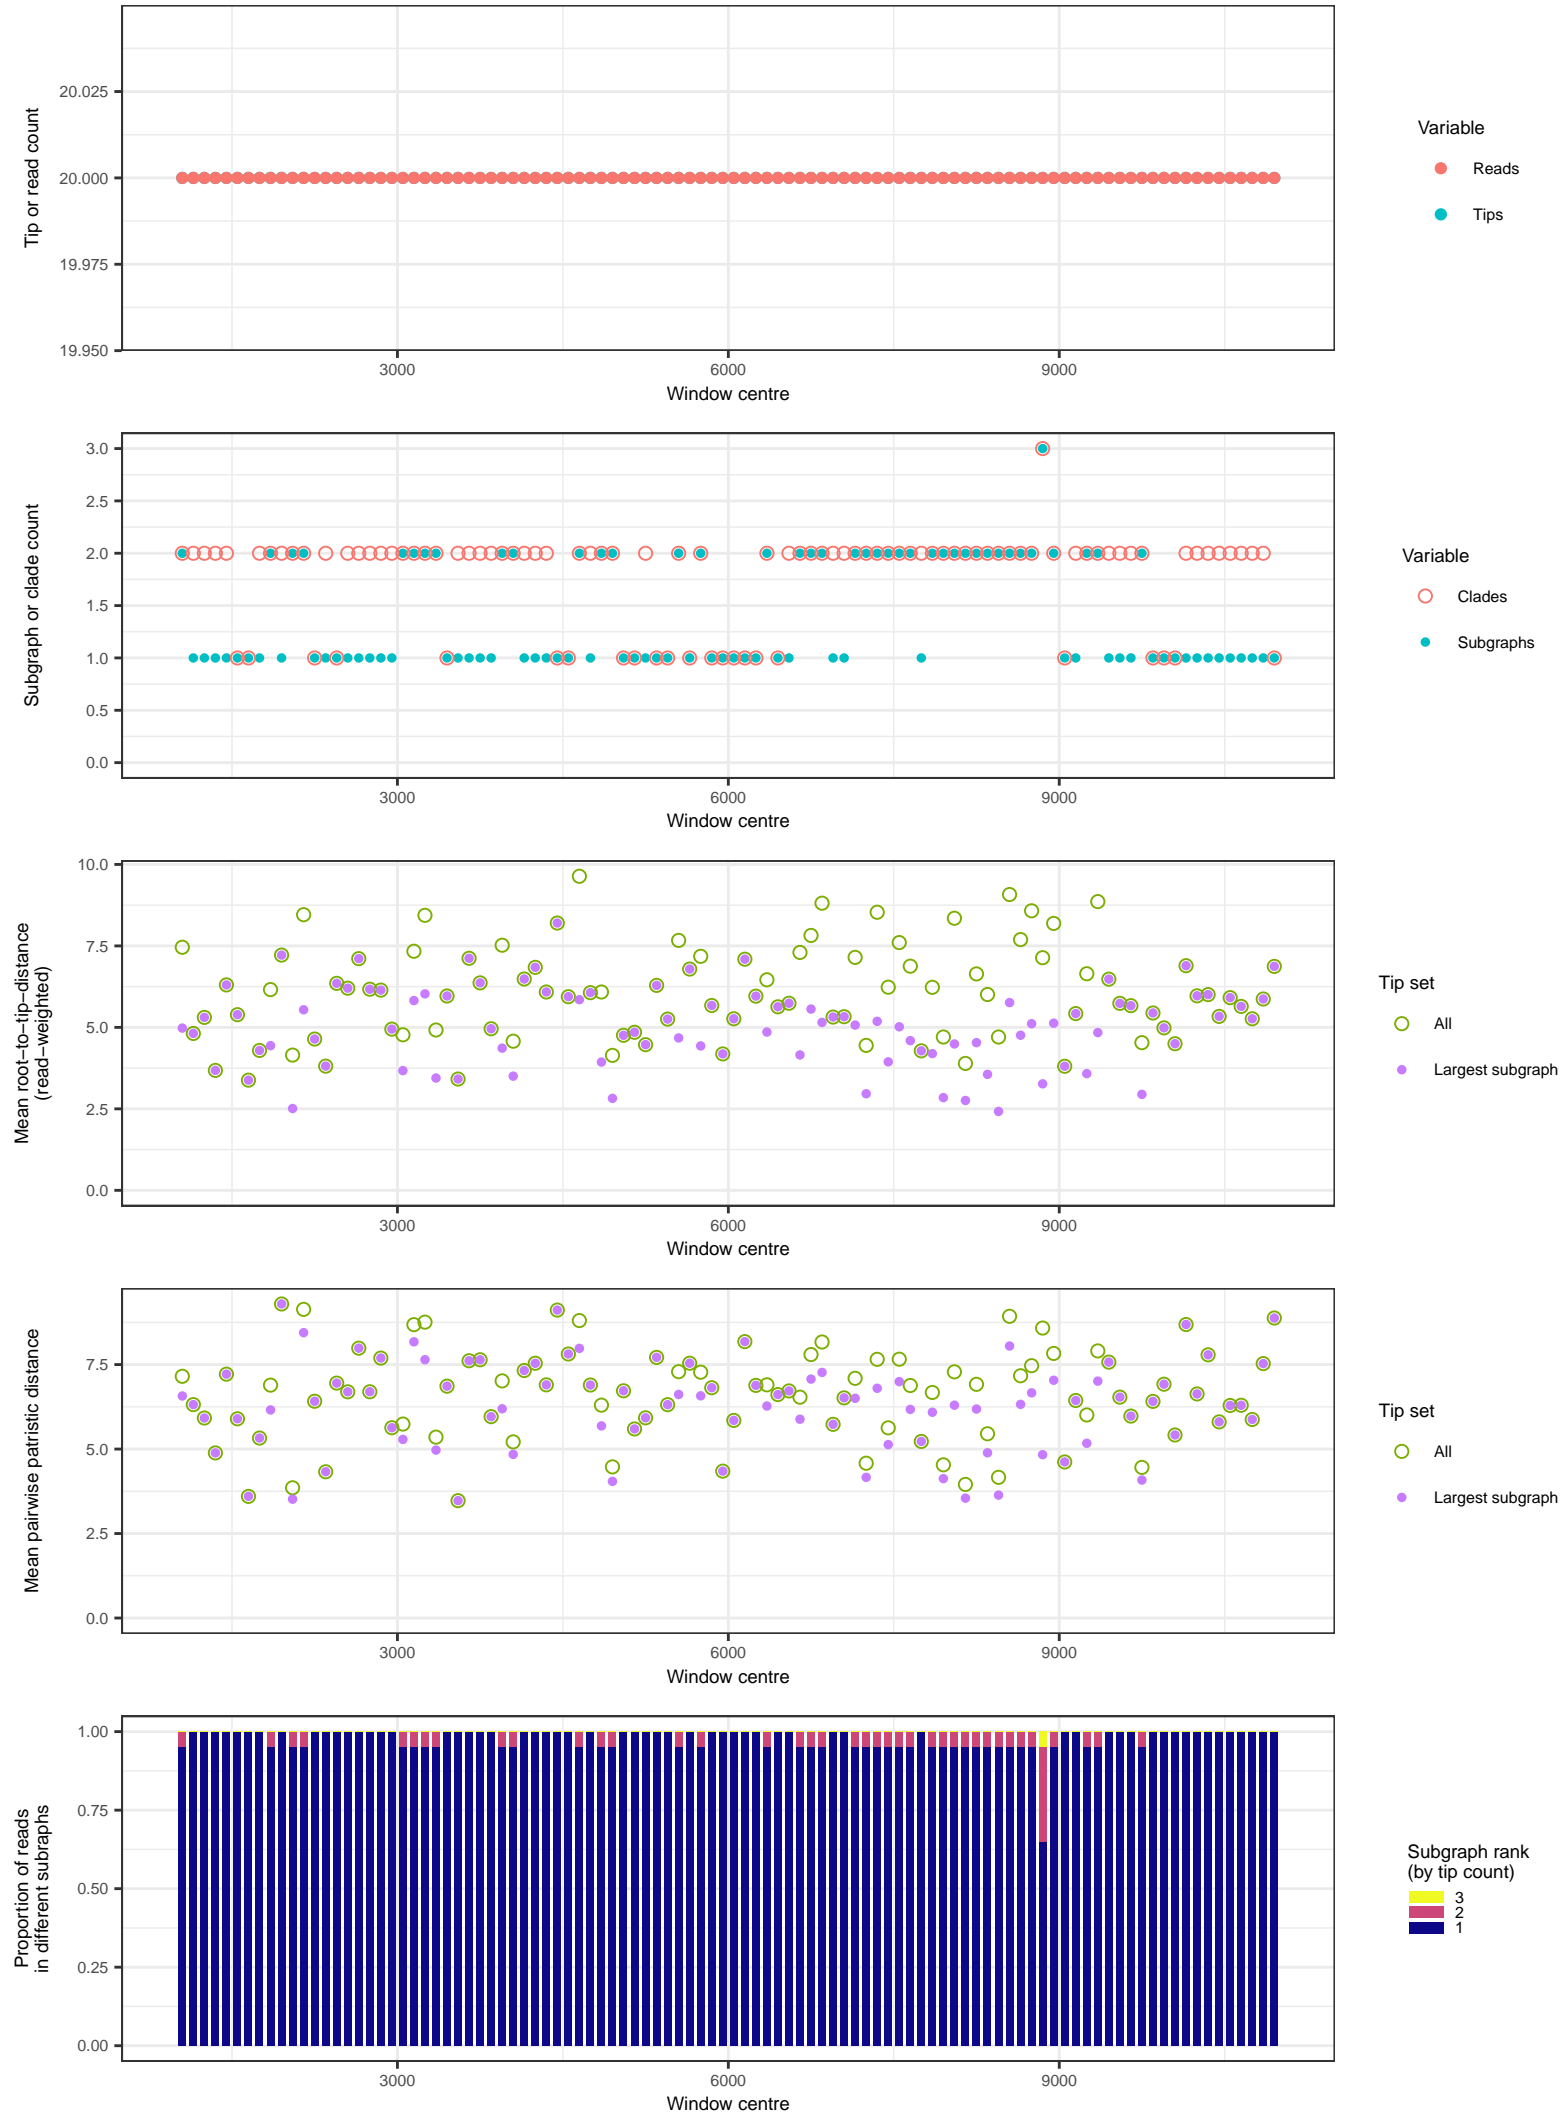 20.025
20.000
19.975
19.950
Tip or read count
3000
6000
9000
Window centre
Variable
Reads
Tips
3.0
2.5
2.0
1.5
1.0
0.5
0.0
Subgraph or clade count
3000
6000
9000
Window centre
Variable
Clades
Subgraphs
10.0
7.5
5.0
2.5
0.0
Mean root−to−tip−distance
(read−weighted)
3000
6000
9000
Window centre
Tip set
All
Largest subgraph
7.5
5.0
2.5
0.0
Mean pairwise patristic distance
3000
6000
9000
Window centre
Tip set
All
Largest subgraph
1.00
0.75
0.50
0.25
0.00
Proportion of reads
in different subraphs
3000
6000
9000
Window centre
Subgraph rank
(by tip count)
3
2
1